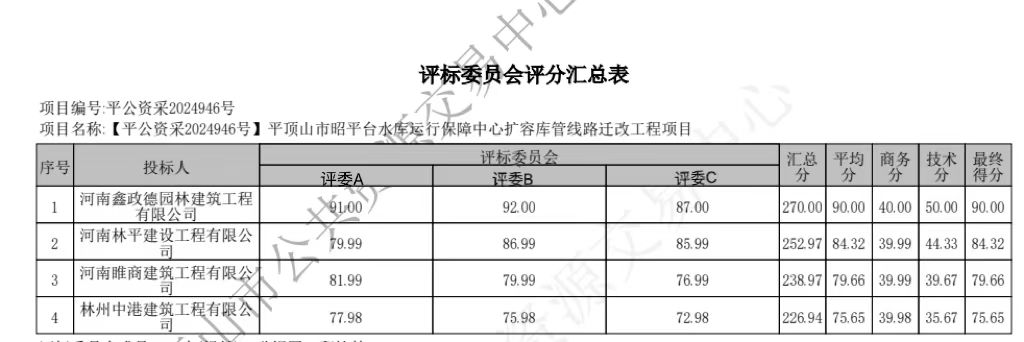 评标委员会评分汇总表
项目编号:平公资采2024946号
项目名称:【平公资采2024946号】平顶山市昭平台水库运行保障中心扩容库管线路迁改工程项目
序号 投标人 评标委员会 汇总分 平均分 商务分 技术分 最终得分
评委A 评委B 评委C
1 河南鑫政德园林建筑工程有限公司 91.00 92.00 87.00 270.00 90.00 40.00 50.00 90.00
2 河南林平建设工程有限公司 79.99 86.99 85.99 252.97 84.32 39.99 44.33 84.32
3 河南睢商建筑工程有限公司 81.99 79.99 76.99 238.97 79.66 39.99 39.67 79.66
4 林州中港建筑工程有限公司 77.98 75.98 72.98 226.94 75.65 39.98 35.67 75.65